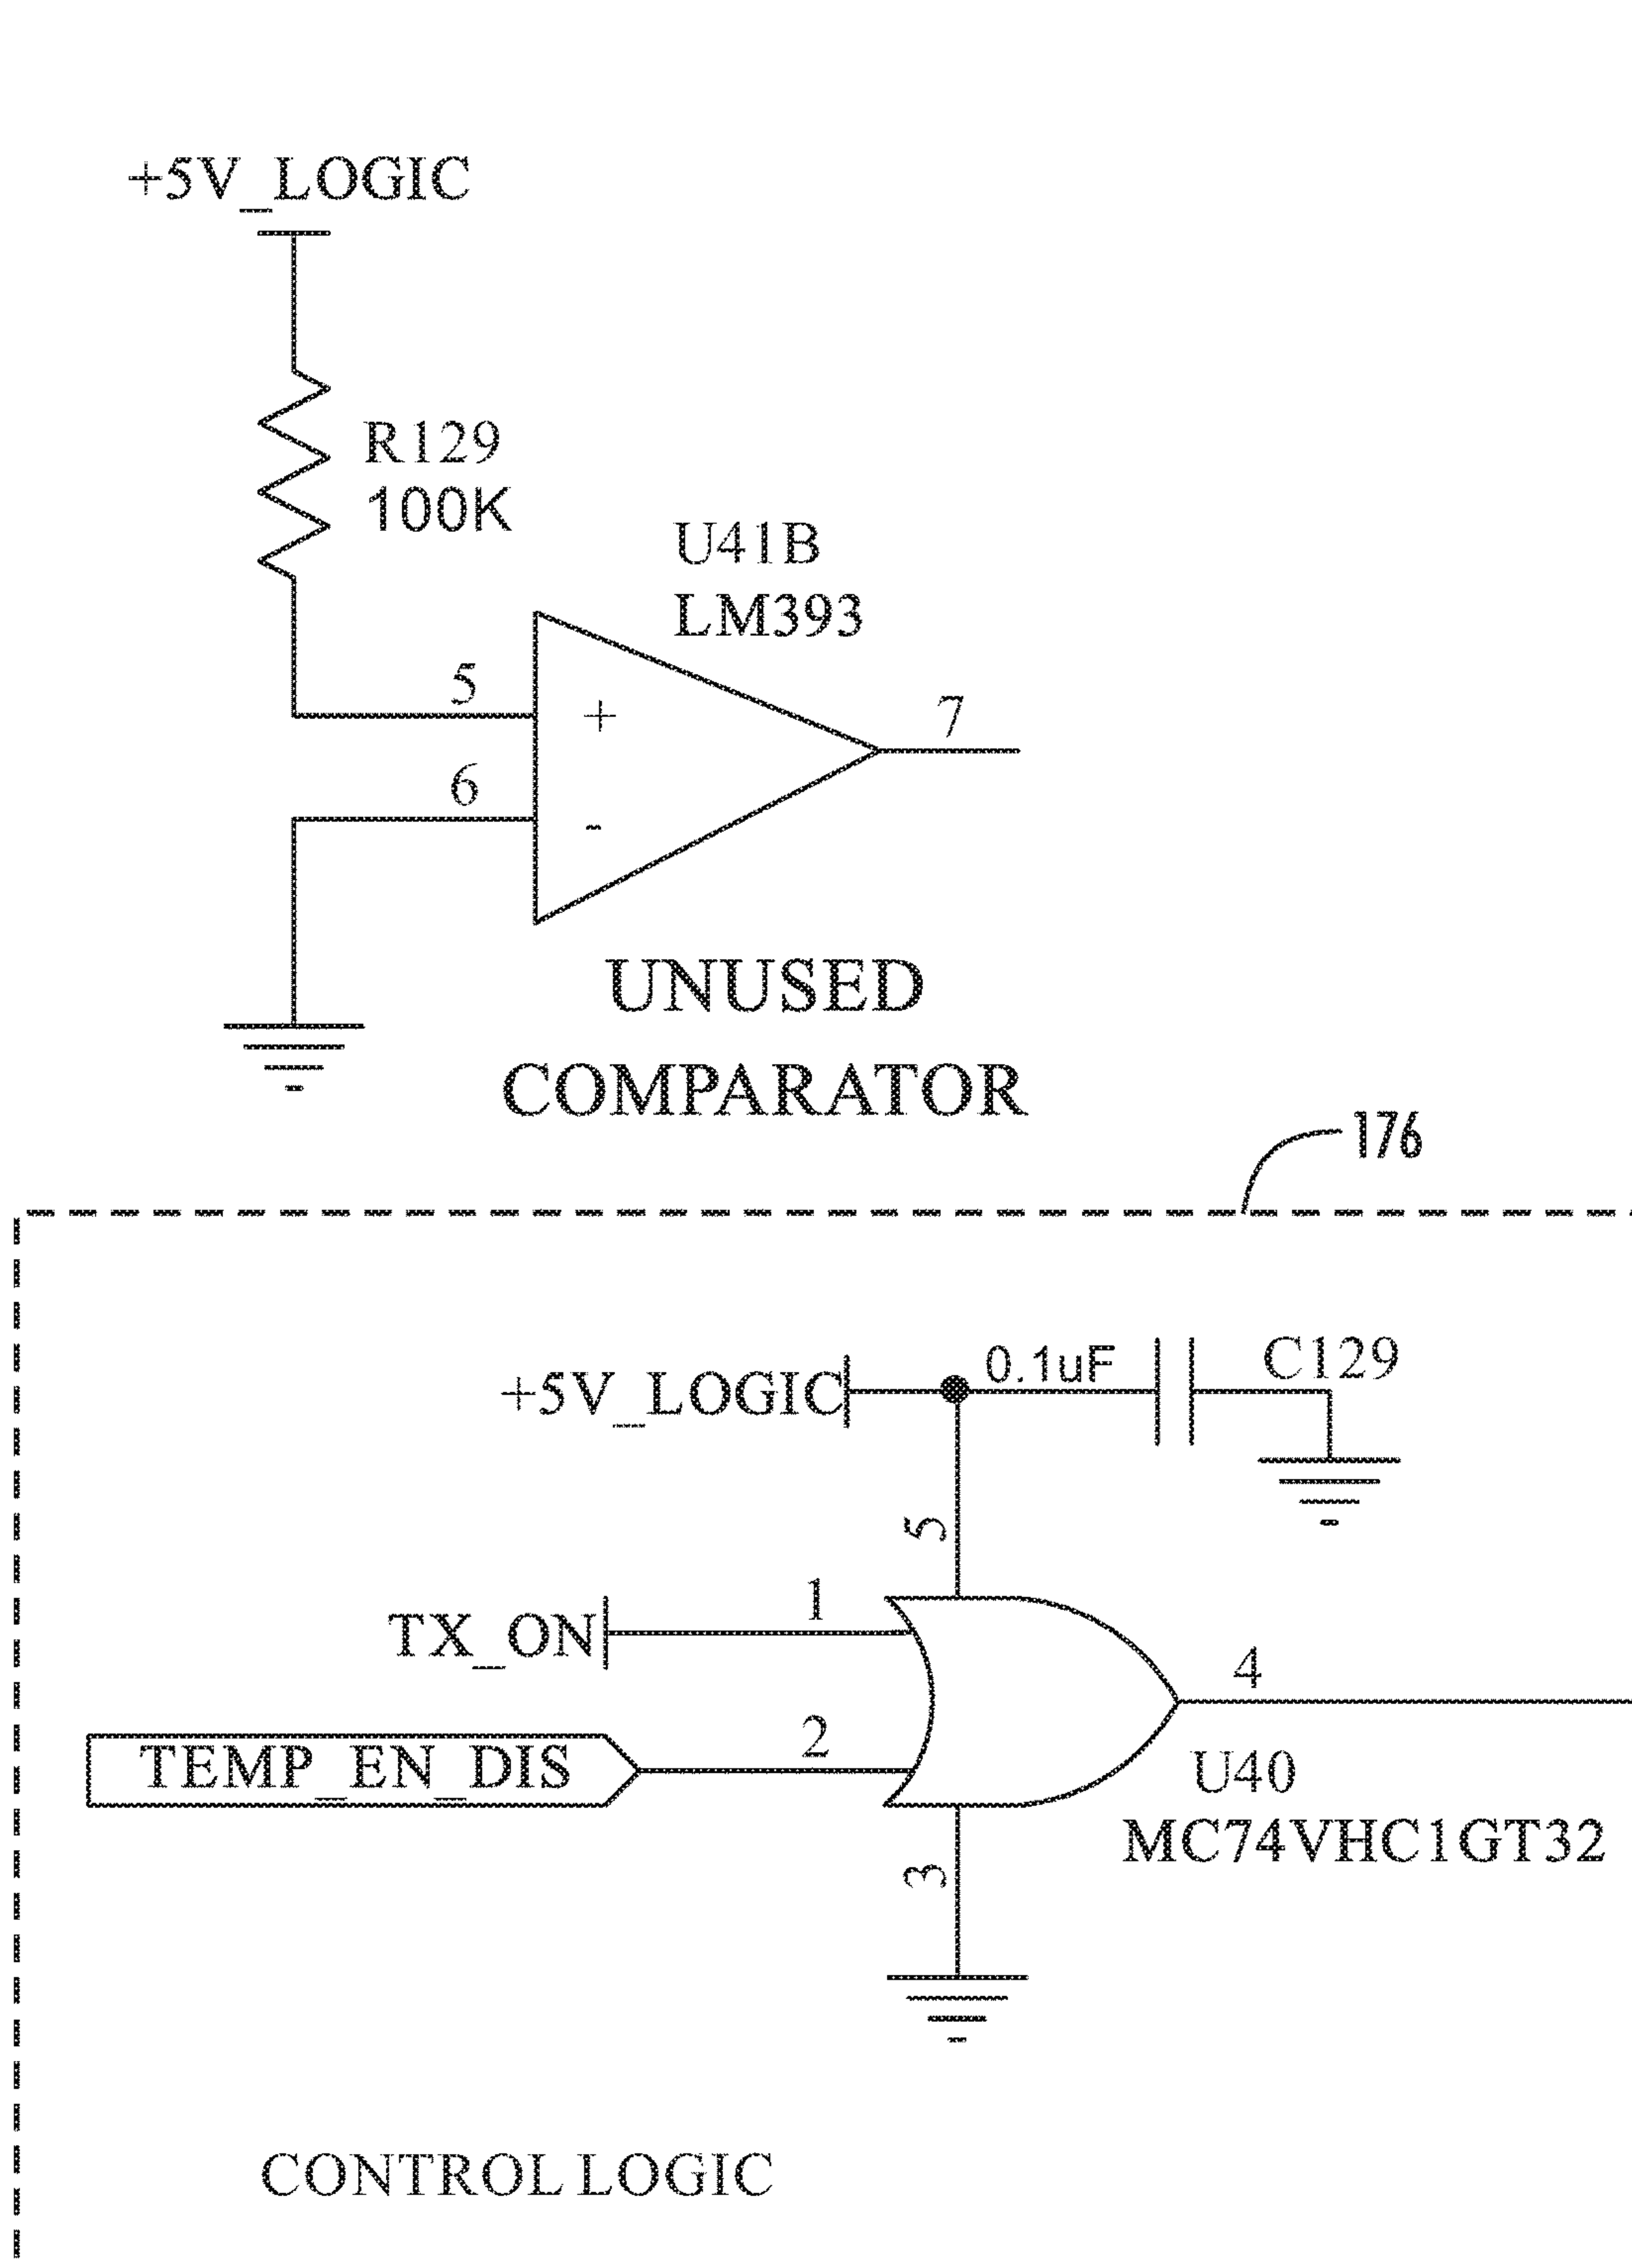 +5V_LOGIC
R129
100K
U41B
LM393
5
+
7
6
-
UNUSED
COMPARATOR
176
+5V_LOGIC
0.1uF
C129
5
TX_ON
1
4
TEMP_EN_DIS
2
U40
MC74VHC1GT32
3
CONTROL LOGIC